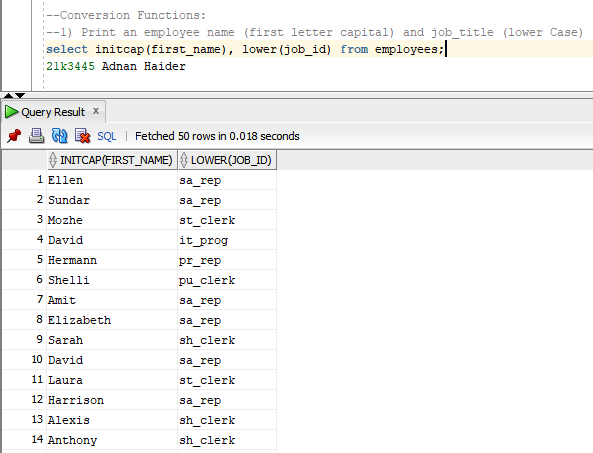 --Conversion Functions:
--1) Print an employee name (first letter capital) and job_title (lower Case)
select initcap(first_name), lower(job_id) from employees;
21k3445 Adnan Haider
Query Result x
SQL | Fetched 50 rows in 0.018 seconds
INITCAP(FIRST_NAME) LOWER(JOB_ID)
1 Ellen sa_rep
2 Sundar sa_rep
3 Mozhe st_clerk
4 David it_prog
5 Hermann pr_rep
6 Shelli pu_clerk
7 Amit sa_rep
8 Elizabeth sa_rep
9 Sarah sh_clerk
10 David sa_rep
11 Laura st_clerk
12 Harrison sa_rep
13 Alexis sh_clerk
14 Anthony sh_clerk